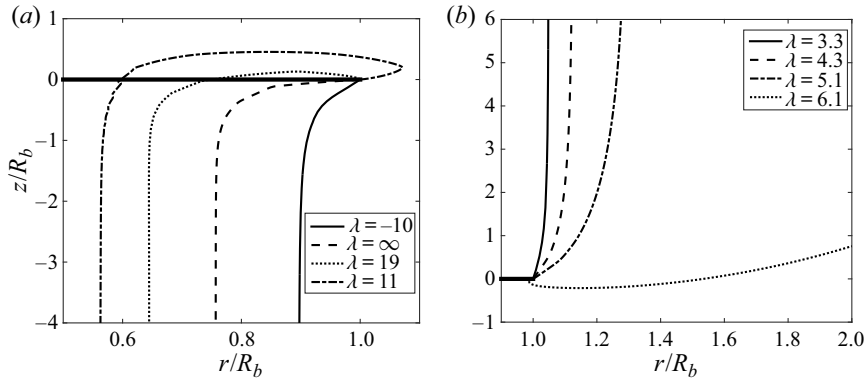 (a)
1
0
–1
–2
–3
–4
z/R_b
0.6
0.8
1.0
r/R_b
λ = –10
λ = ∞
λ = 19
λ = 11
(b)
6
5
4
3
2
1
0
–1
1.0
1.2
1.4
1.6
1.8
2.0
r/R_b
λ = 3.3
λ = 4.3
λ = 5.1
λ = 6.1